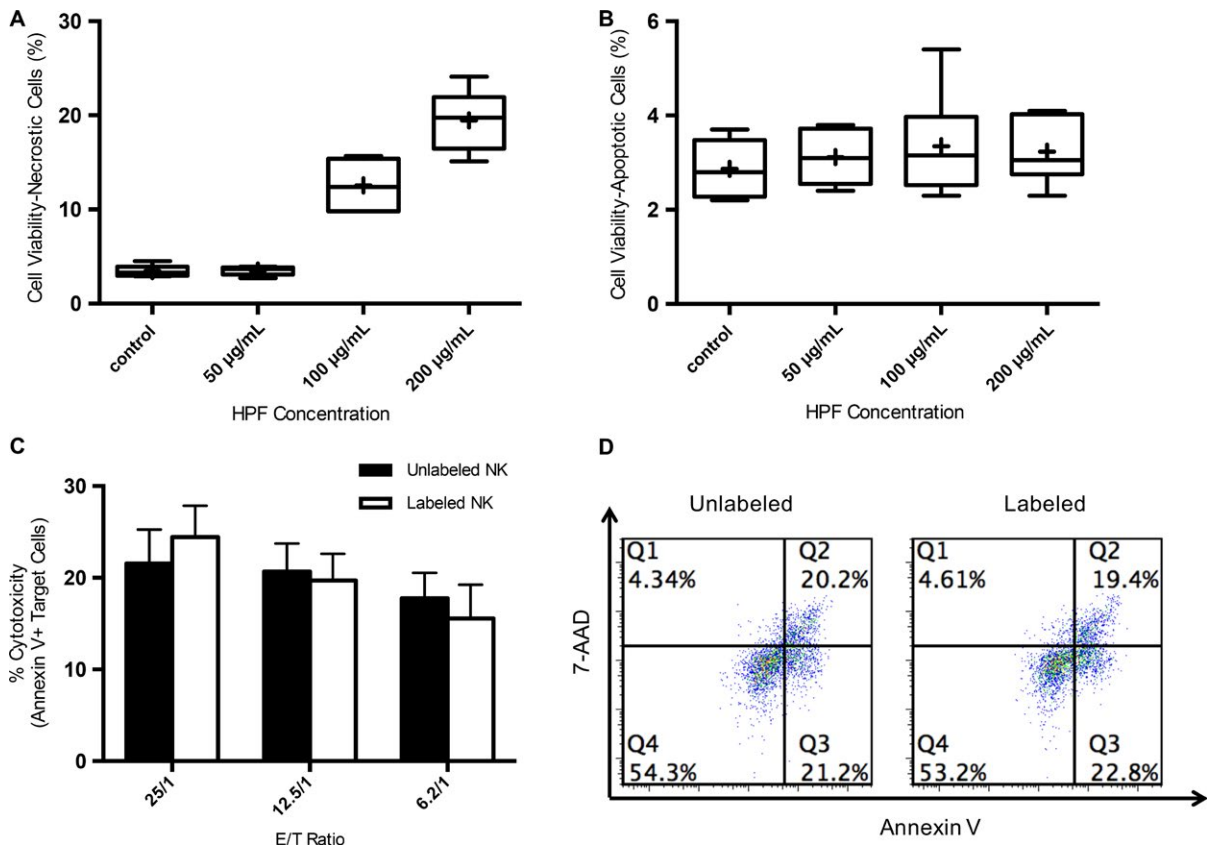 A
Cell Viability-Necrostic Cells (%)
30
20
10
0
control
50 µg/mL
100 µg/mL
200 µg/mL
HPF Concentration
B
Cell Viability-Apoptotic Cells (%)
6
4
2
0
control
50 µg/mL
100 µg/mL
200 µg/mL
HPF Concentration
C
Unlabeled NK
Labeled NK
% Cytotoxicity
(Annexin V+ Target Cells)
30
20
10
0
25/1
12.5/1
6.2/1
E/T Ratio
D
Unlabeled
Labeled
7-AAD
Q1
4.34%
Q2
20.2%
Q4
54.3%
Q3
21.2%
Q1
4.61%
Q2
19.4%
Q4
53.2%
Q3
22.8%
Annexin V